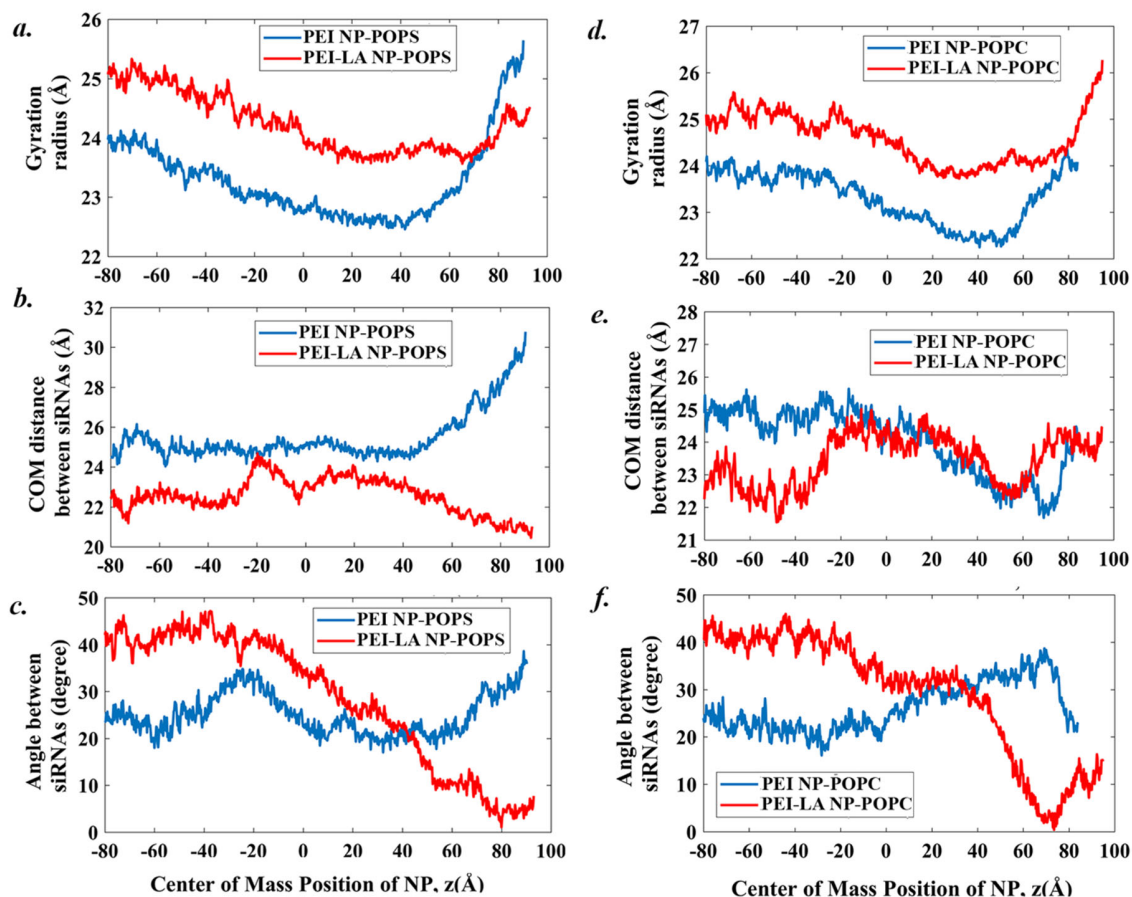 a.
26
25
24
23
22
Gyration
radius (Å)
PEI NP-POPS
PEI-LA NP-POPS
-80 -60 -40 -20 0 20 40 60 80 100
b.
32
30
28
26
24
22
20
COM distance
between siRNAs (Å)
PEI NP-POPS
PEI-LA NP-POPS
-80 -60 -40 -20 0 20 40 60 80 100
c.
50
40
30
20
10
0
Angle between
siRNAs (degree)
PEI NP-POPS
PEI-LA NP-POPS
-80 -60 -40 -20 0 20 40 60 80 100
Center of Mass Position of NP, z(Å)
d.
27
26
25
24
23
22
Gyration
radius (Å)
PEI NP-POPC
PEI-LA NP-POPC
-80 -60 -40 -20 0 20 40 60 80 100
e.
28
27
26
25
24
23
22
21
COM distance
between siRNAs (Å)
PEI NP-POPC
PEI-LA NP-POPC
-80 -60 -40 -20 0 20 40 60 80 100
f.
50
40
30
20
10
0
Angle between
siRNAs (degree)
PEI NP-POPC
PEI-LA NP-POPC
-80 -60 -40 -20 0 20 40 60 80 100
Center of Mass Position of NP, z(Å)